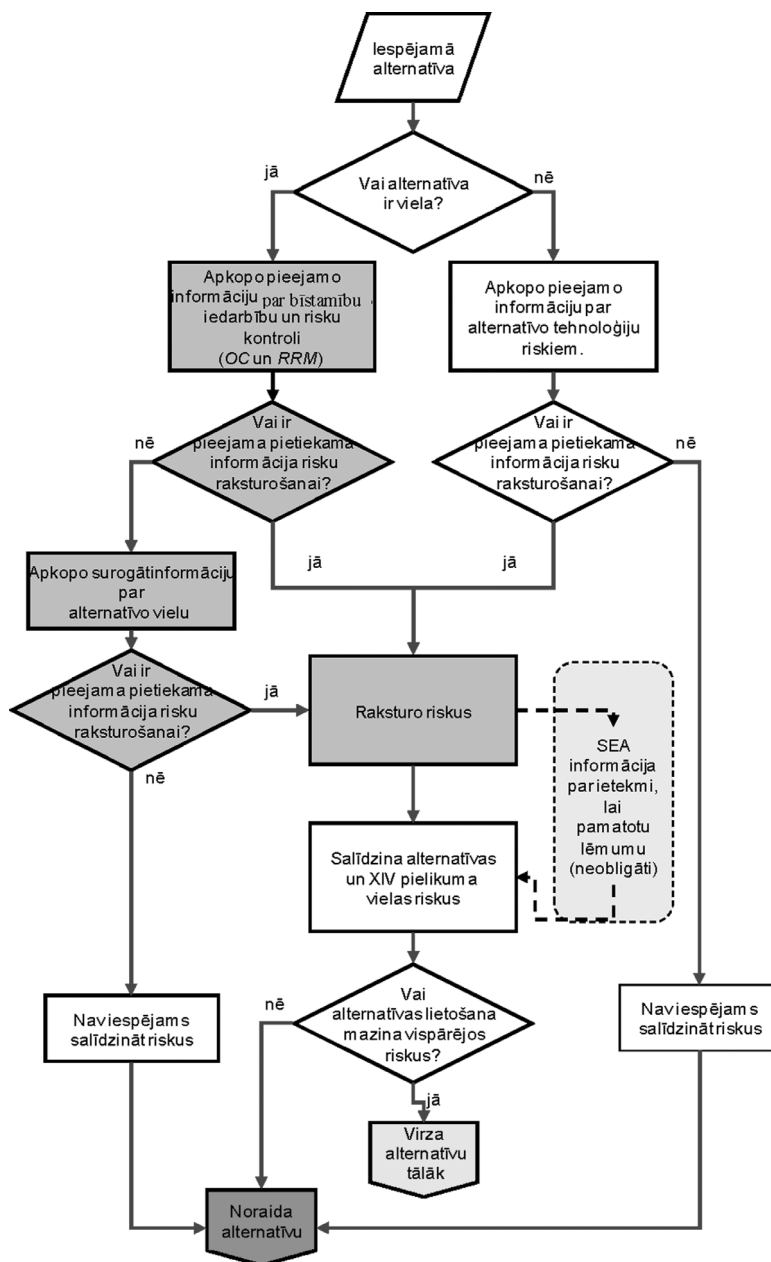 Iespējamā
alternatīva
jā
nē
Vai alternatīva
ir viela?
Apkopo pieejamo
informāciju par bīstamību,
iedarbību un risku
kontroli
(OC un RRM)
Apkopo pieejamo
informāciju par
alternatīvo tehnoloģiju
riskiem.
nē
Vai ir
pieejama pietiekama
informācija risku
raksturošanai?
Vai ir
pieejama pietiekama
informācija risku
raksturošanai?
nē
jā
jā
Apkopo surogātinformāciju
par
alternatīvo vielu
Vai ir
pieejama pietiekama
informācija risku
raksturošanai?
jā
nē
Raksturo riskus
SEA
informācija
par ietekmi,
lai
pamatotu
lēmumu
(neobligāti)
Salīdzina alternatīvas
un XIV pielikuma
vielas riskus
nē
Vai
alternatīvas lietošana
mazina vispārējos
riskus?
jā
Nav iespējams
salīdzināt riskus
Nav iespējams
salīdzināt riskus
Virza
alternatīvu
tālāk
Noraida
alternatīvu